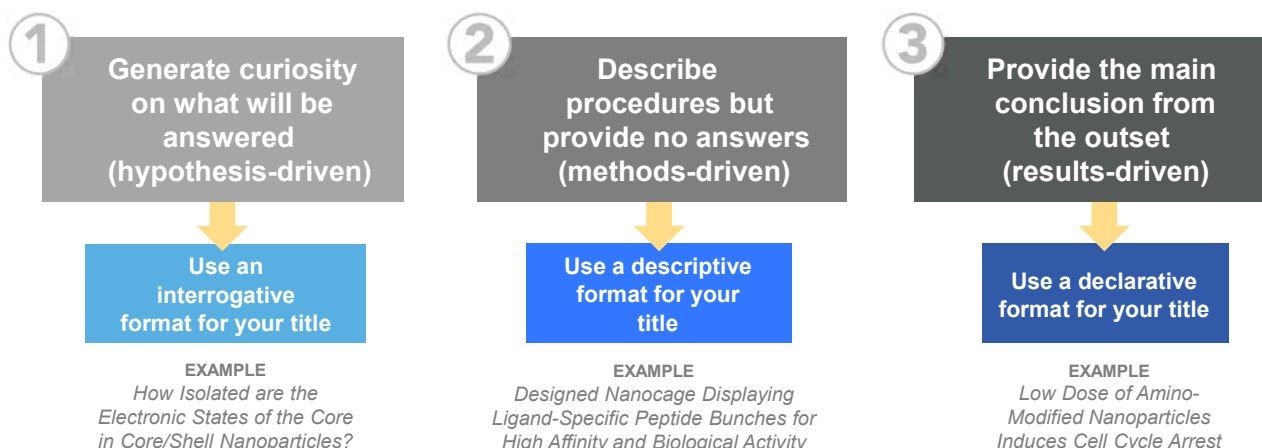 1
Generate curiosity
on what will be
answered
(hypothesis-driven)
Use an
interrogative
format for your title
EXAMPLE
How Isolated are the
Electronic States of the Core
in Core/Shell Nanoparticles?
2
Describe
procedures but
provide no answers
(methods-driven)
Use a descriptive
format for your
title
EXAMPLE
Designed Nanocage Displaying
Ligand-Specific Peptide Bunches for
High Affinity and Biological Activity
3
Provide the main
conclusion from
the outset
(results-driven)
Use a declarative
format for your title
EXAMPLE
Low Dose of Amino-
Modified Nanoparticles
Induces Cell Cycle Arrest